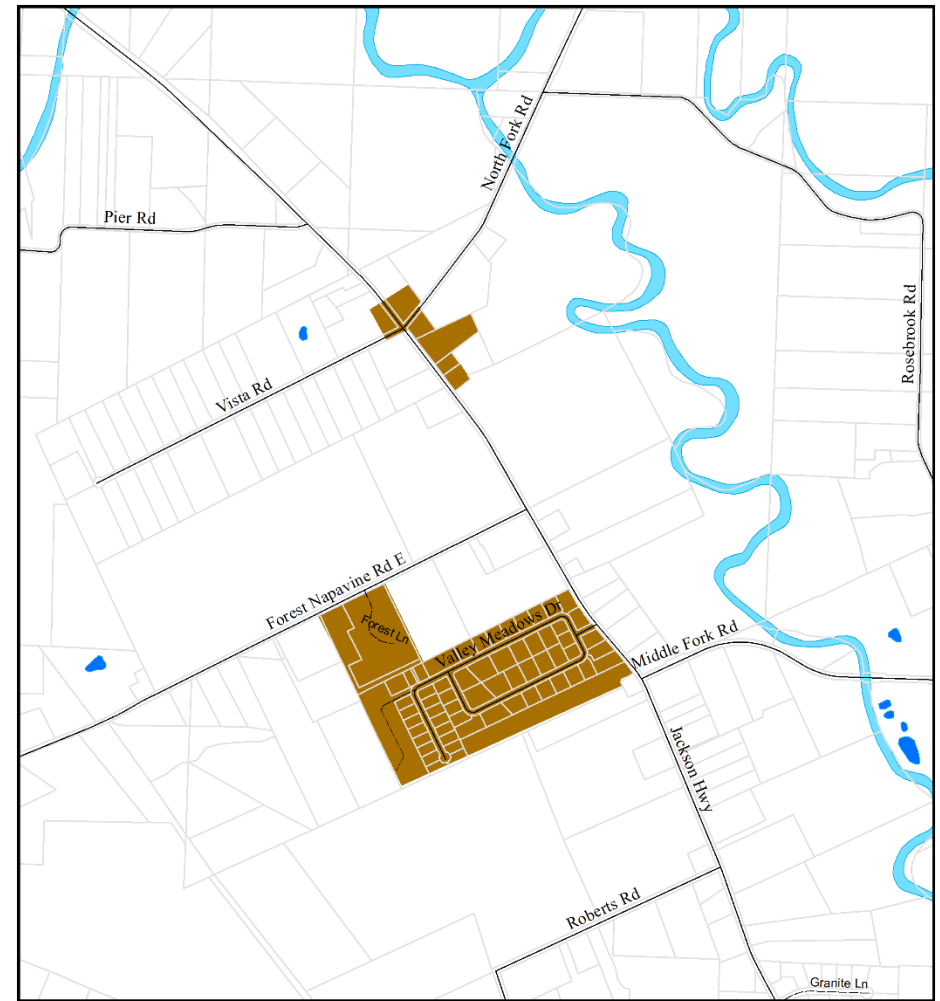 North Fork Rd
Pier Rd
Rosebrook Rd
Vista Rd
Forest Napavine Rd E
Forest Ln
Valley Meadows Dr
Middle Fork Rd
Jackson Hwy
Roberts Rd
Granite Ln